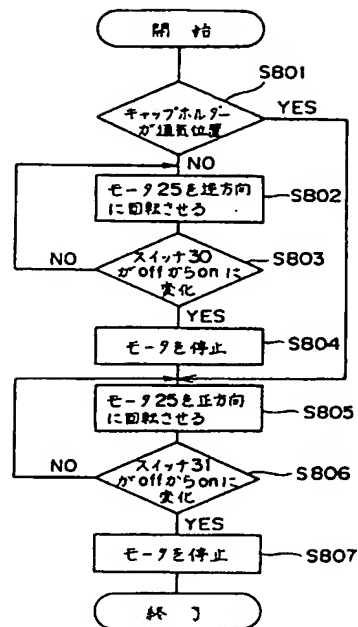 開始
S801
キャップホルダー
が通気位置
YES
NO
モータ25を逆方向
に回転させる
S802
スイッチ30
がoffからonに
変化
S803
NO
YES
モータを停止
S804
モータ25を正方向
に回転させる
S805
スイッチ31
がoffからonに
変化
S806
NO
YES
モータを停止
S807
終了